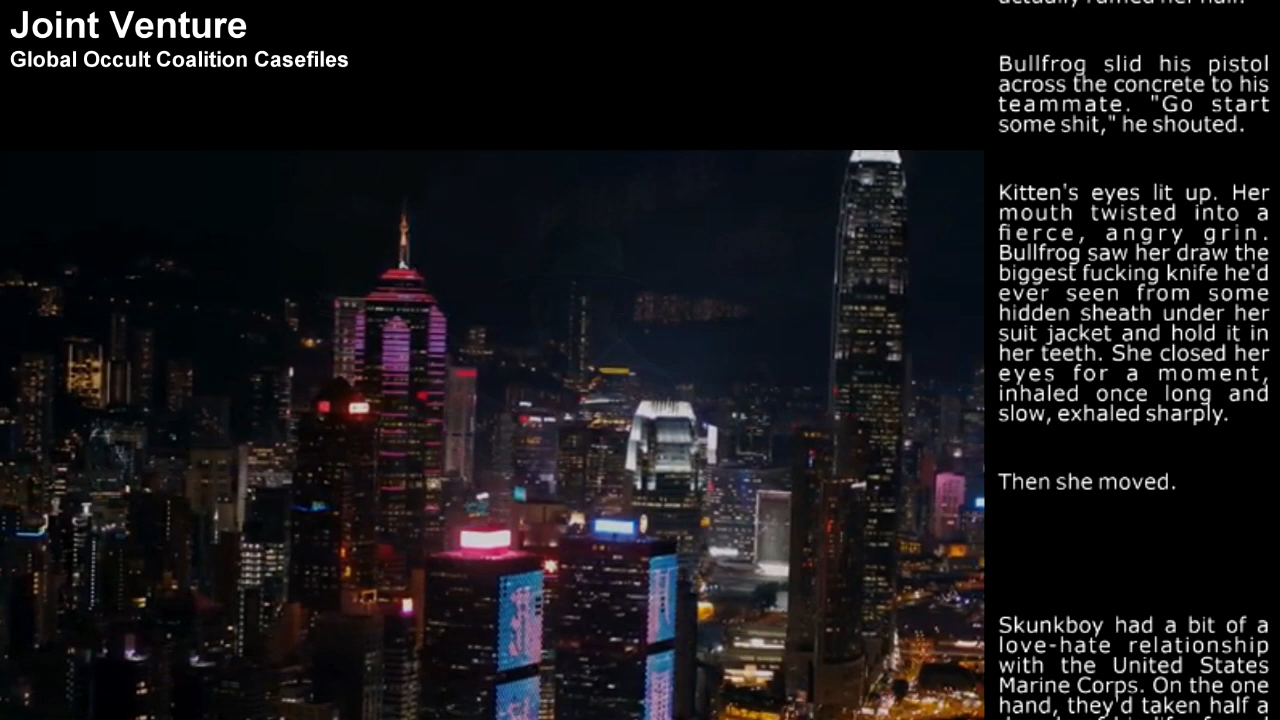 Joint Venture
Global Occult Coalition Casefiles
actually ruined her hair.
Bullfrog slid his pistol
across the concrete to his
teammate. "Go start
some shit," he shouted.
Kitten's eyes lit up. Her
mouth twisted into a
fierce, angry grin.
Bullfrog saw her draw the
biggest fucking knife he'd
ever seen from some
hidden sheath under her
suit jacket and hold it in
her teeth. She closed her
eyes for a moment,
inhaled once long and
slow, exhaled sharply.
Then she moved.
Skunkboy had a bit of a
love-hate relationship
with the United States
Marine Corps. On the one
hand, they'd taken half a